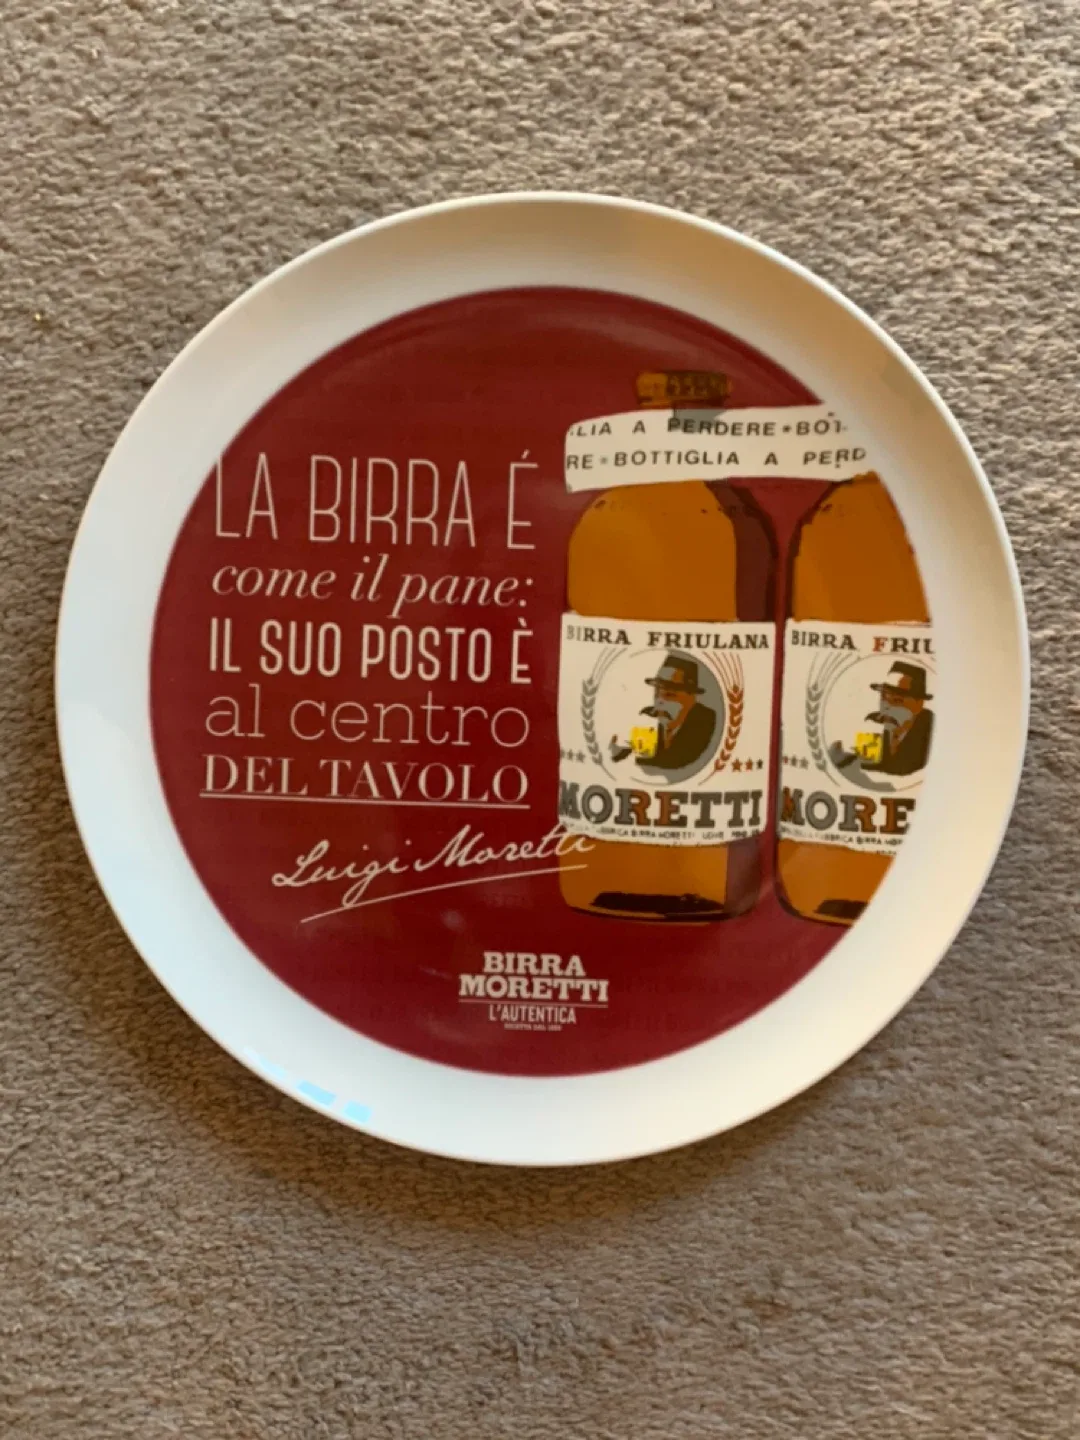 LA BIRRA É
come il pane:
IL SUO POSTO È
al centro
DEL TAVOLO
Luigi Moretti
LIA A PERDERE*BOT
RE*BOTTIGLIA A PERD
BIRRA FRIULANA
MORETTI
BIRRA FRIU
MORE
BIRRA
MORETTI
L'AUTENTICA